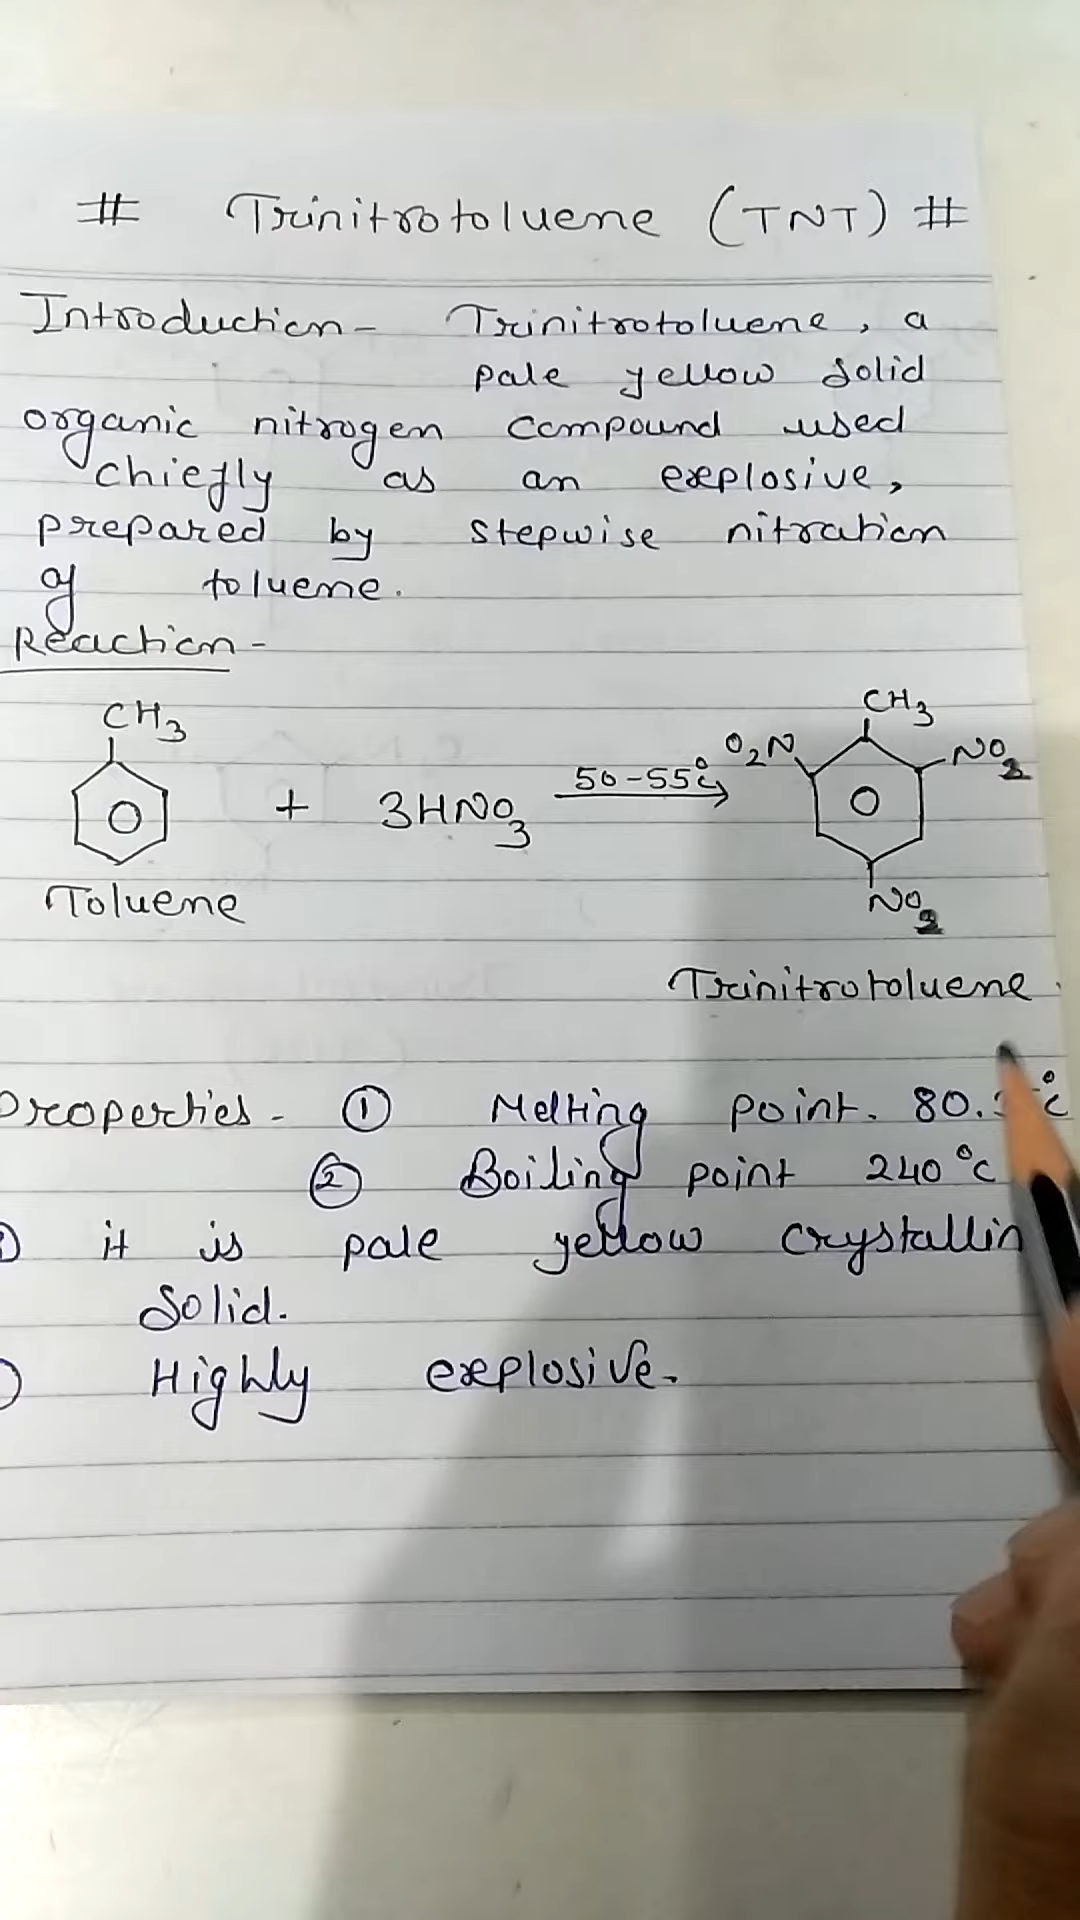 # Trinitrotoluene (TNT) #
Introduction - Trinitrotoluene, a
pale yellow solid
organic nitrogen compound used
chiefly as an explosive,
prepared by stepwise nitration
of toluene.
Reaction -
CH3 CH3
O2N NO2
+ 3HNO3 50-55°C
Toluene NO2
Trinitrotoluene.
Properties - ① Melting point. 80. °C
② Boiling point 240°C
it is pale yellow crystallin
Solid.
Highly explosive.